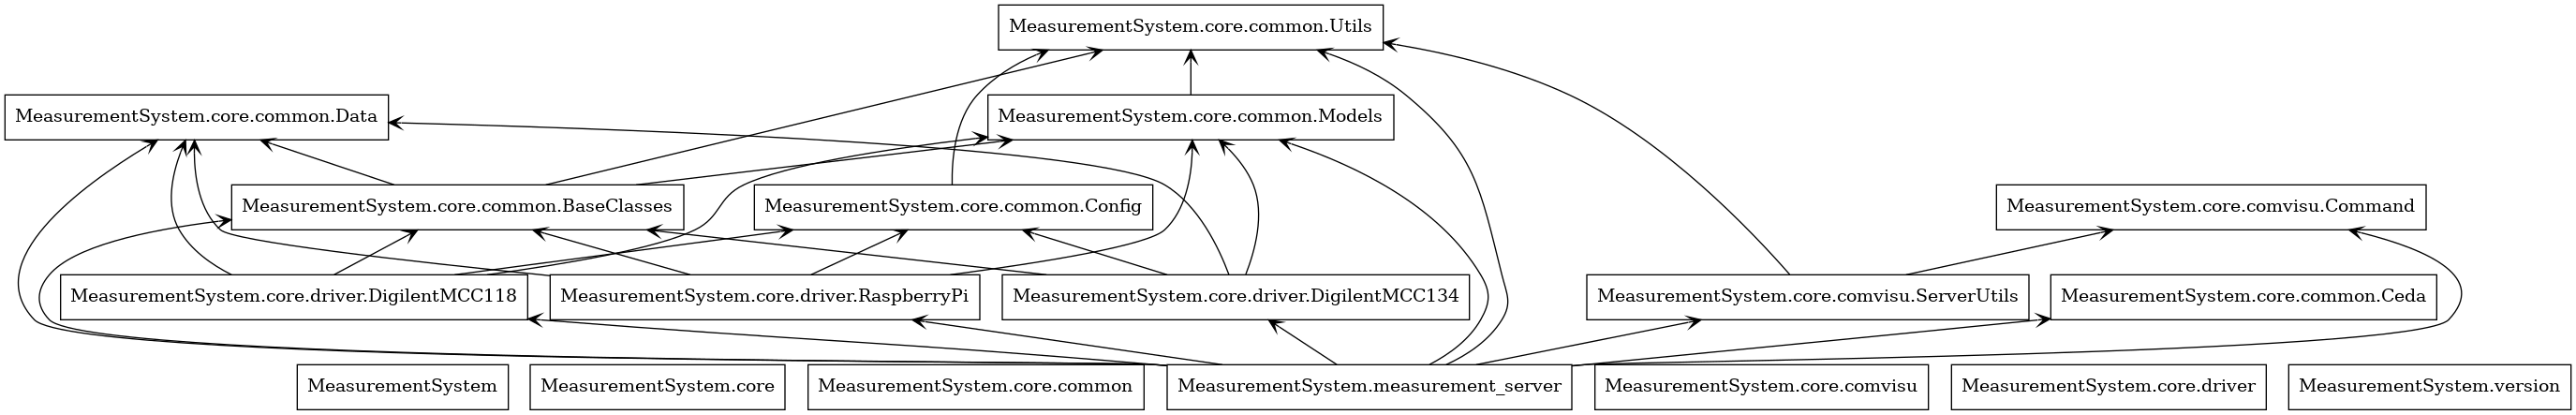 MeasurementSystem.core.common.Utils
MeasurementSystem.core.common.Data
MeasurementSystem.core.common.Models
MeasurementSystem.core.common.BaseClasses
MeasurementSystem.core.common.Config
MeasurementSystem.core.comvisu.Command
MeasurementSystem.core.driver.DigilentMCC118
MeasurementSystem.core.driver.RaspberryPi
MeasurementSystem.core.driver.DigilentMCC134
MeasurementSystem.core.comvisu.ServerUtils
MeasurementSystem.core.common.Ceda
MeasurementSystem
MeasurementSystem.core
MeasurementSystem.core.common
MeasurementSystem.measurement_server
MeasurementSystem.core.comvisu
MeasurementSystem.core.driver
MeasurementSystem.version